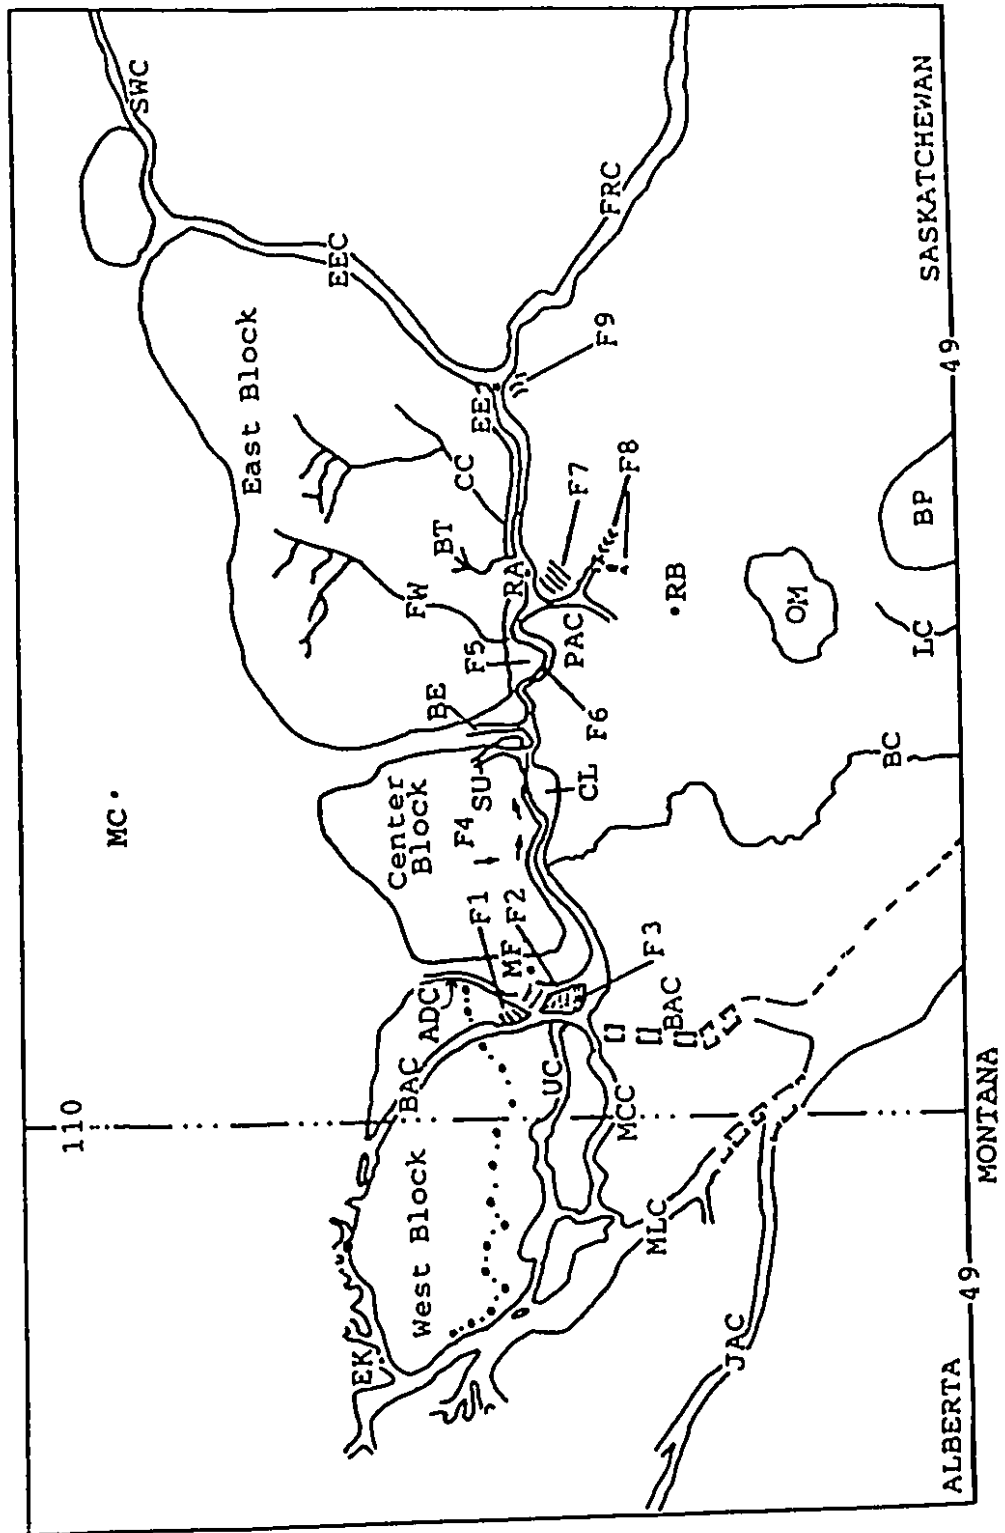 110
MC
SWC
East Block
EEC
Center
Block
West Block
EK
BAC
ADC
F1
MF
F2
F4
SU
BE
F5
FW
BT
CC
EE
RA
UC
MCC
F3
BAC
CL
F6
PAC
F7
F8
F9
FRC
RB
MLC
JAC
BC
LC
OM
BP
ALBERTA
49
MONTANA
49
SASKATCHEWAN